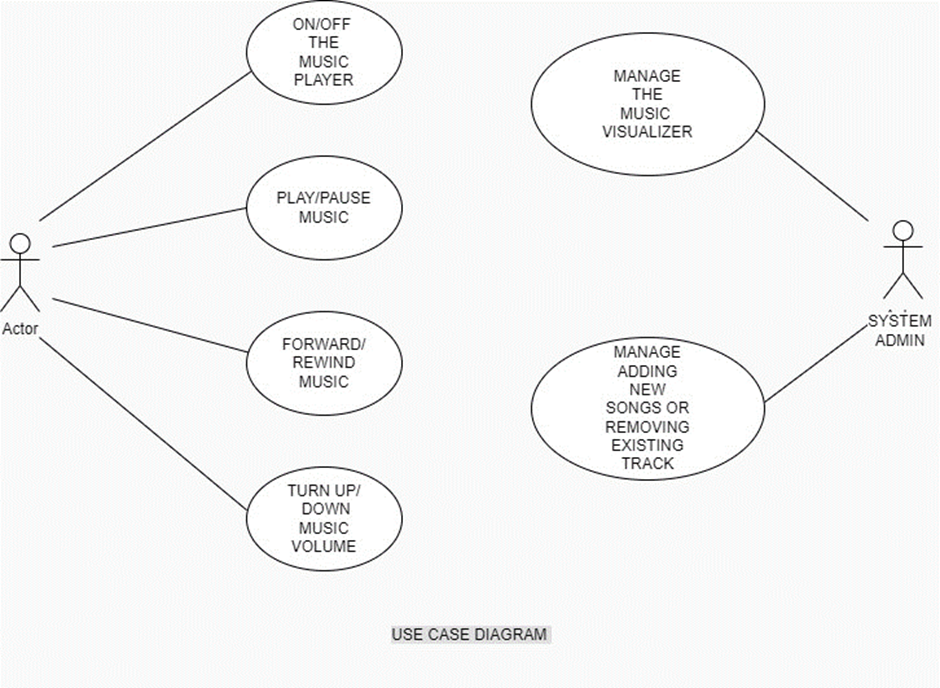 ON/OFF
THE
MUSIC
PLAYER
PLAY/PAUSE
MUSIC
FORWARD/
REWIND
MUSIC
TURN UP/
DOWN
MUSIC
VOLUME
Actor
MANAGE
THE
MUSIC
VISUALIZER
MANAGE
ADDING
NEW
SONGS OR
REMOVING
EXISTING
TRACK
SYSTEM
ADMIN
USE CASE DIAGRAM